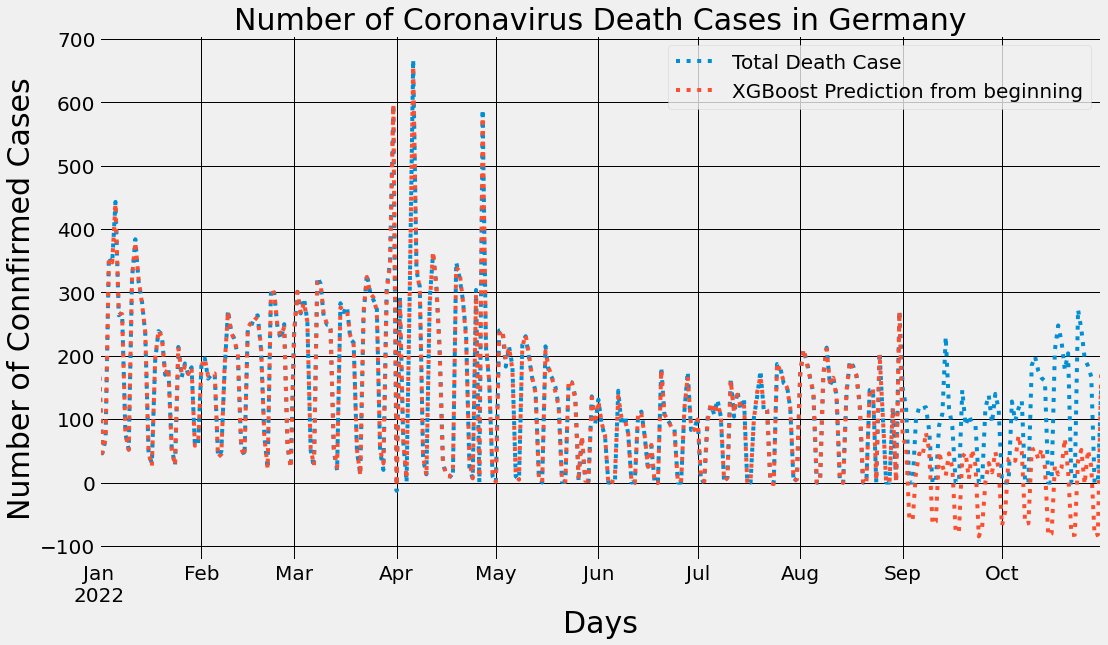 Number of Coronavirus Death Cases in Germany
Total Death Case
XGBoost Prediction from beginning
Number of Connfirmed Cases
700
600
500
400
300
200
100
0
−100
Jan Feb Mar Apr May Jun Jul Aug Sep Oct
2022
Days